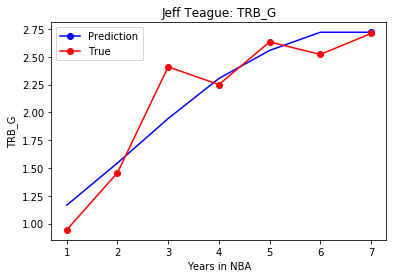 Jeff Teague: TRB_G
Prediction
True
TRB_G
2.75
2.50
2.25
2.00
1.75
1.50
1.25
1.00
1 2 3 4 5 6 7
Years in NBA